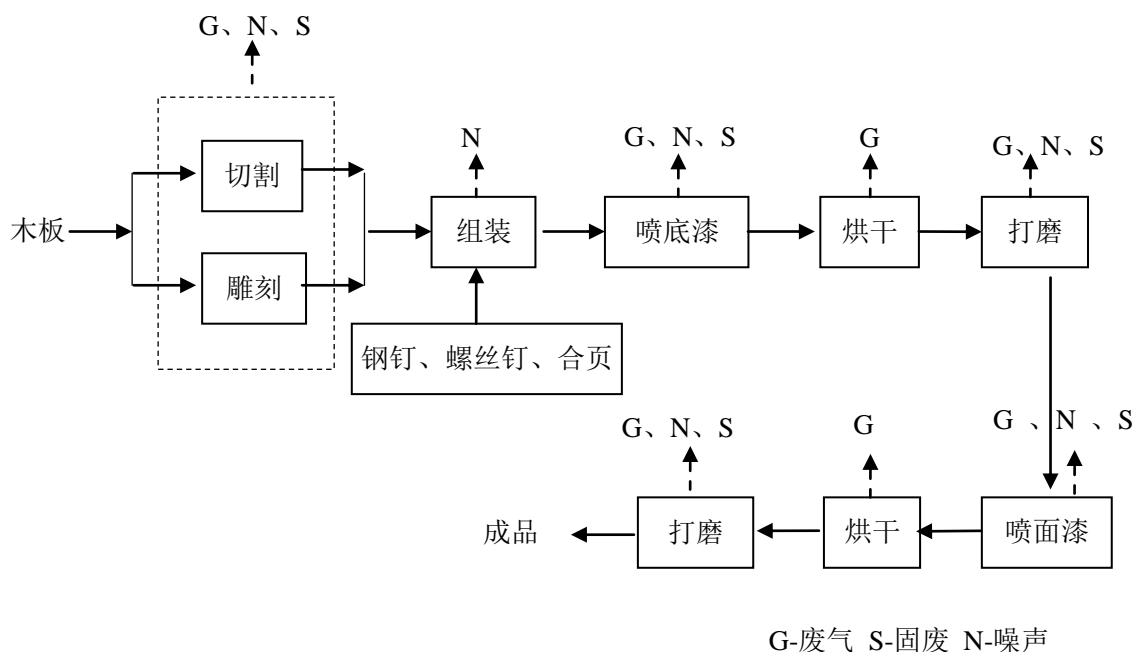 G、N、S
N
G、N、S
G
G、N、S
切割
木板
组装
喷底漆
烘干
打磨
雕刻
钢钉、螺丝钉、合页
G、N、S
G
G 、N 、S
成品
打磨
烘干
喷面漆
G-废气 S-固废 N-噪声